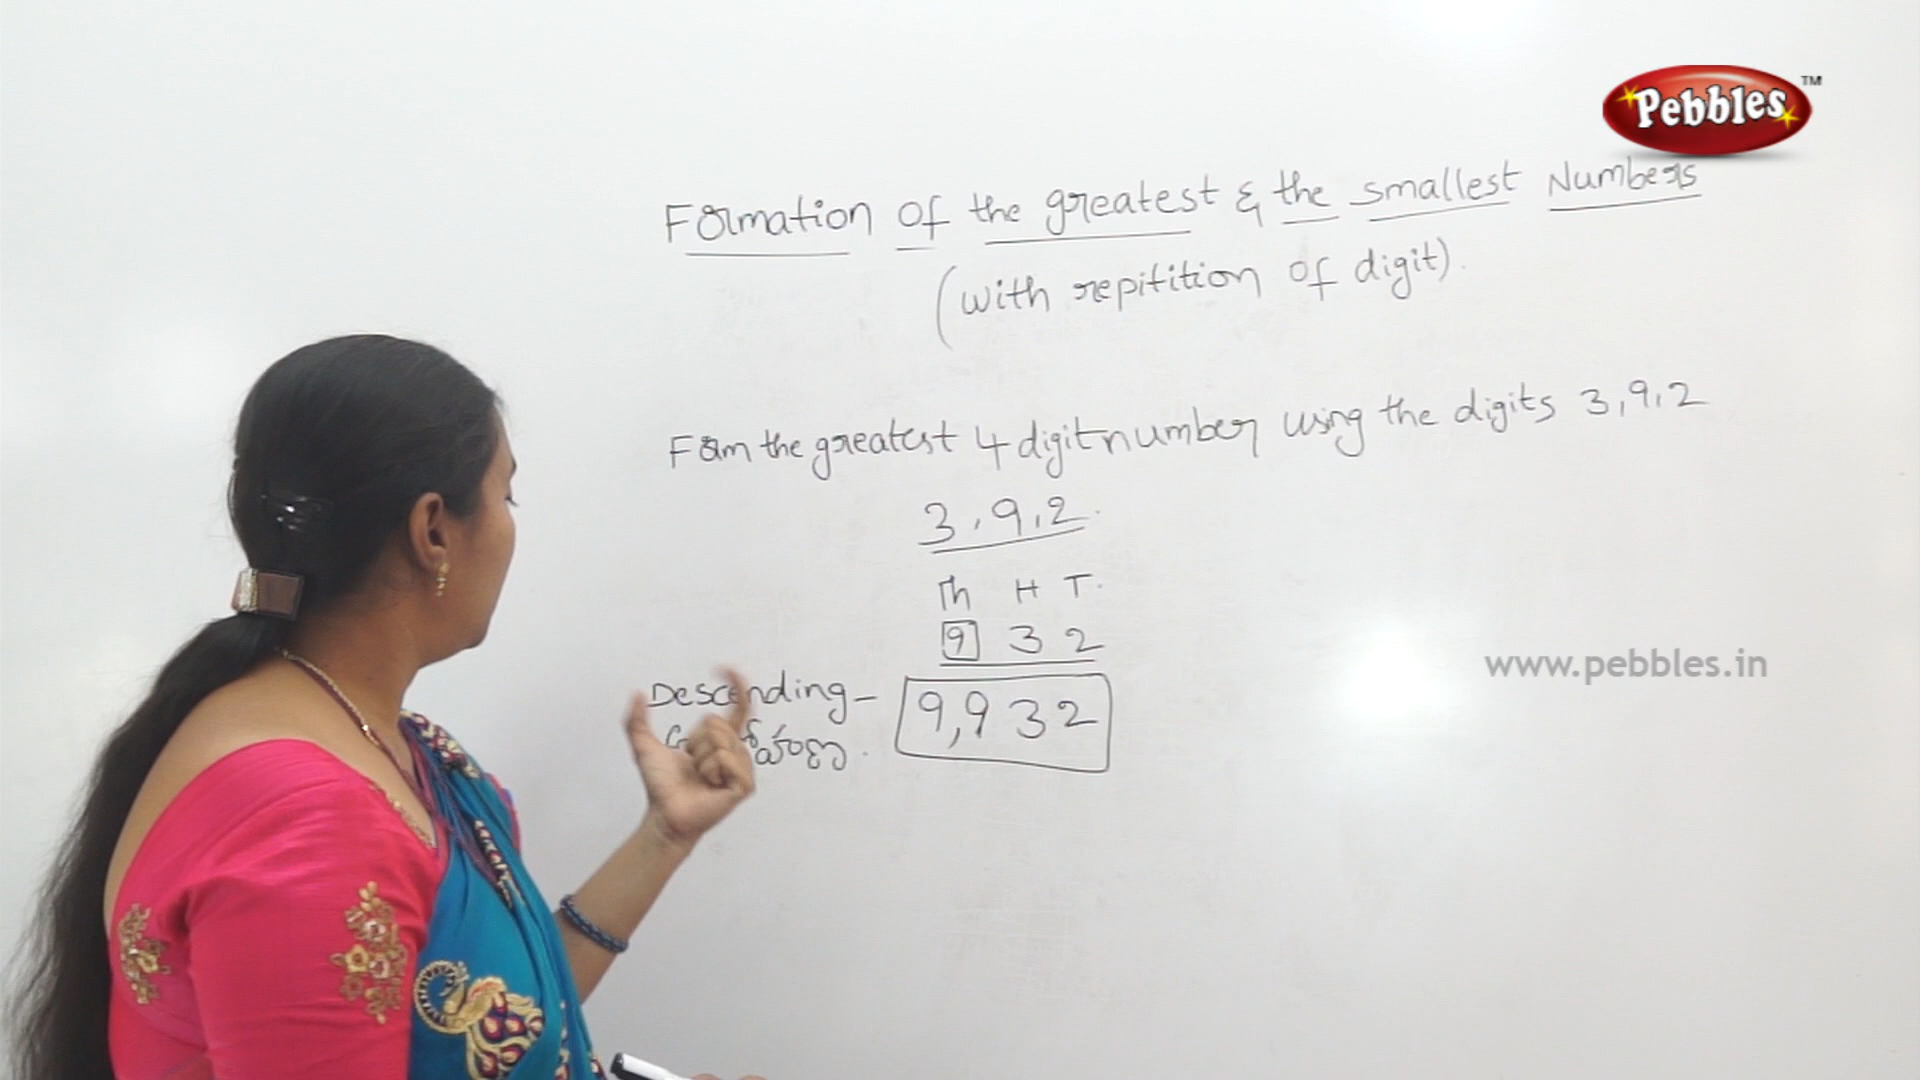 Pebbles™
Formation of the greatest & the smallest Numbers
(with repitition of digit).
Form the greatest 4 digit number using the digits 3,9,2
3,9,2.
Th H T.
9 3 2
www.pebbles.in
Descending – 9,932